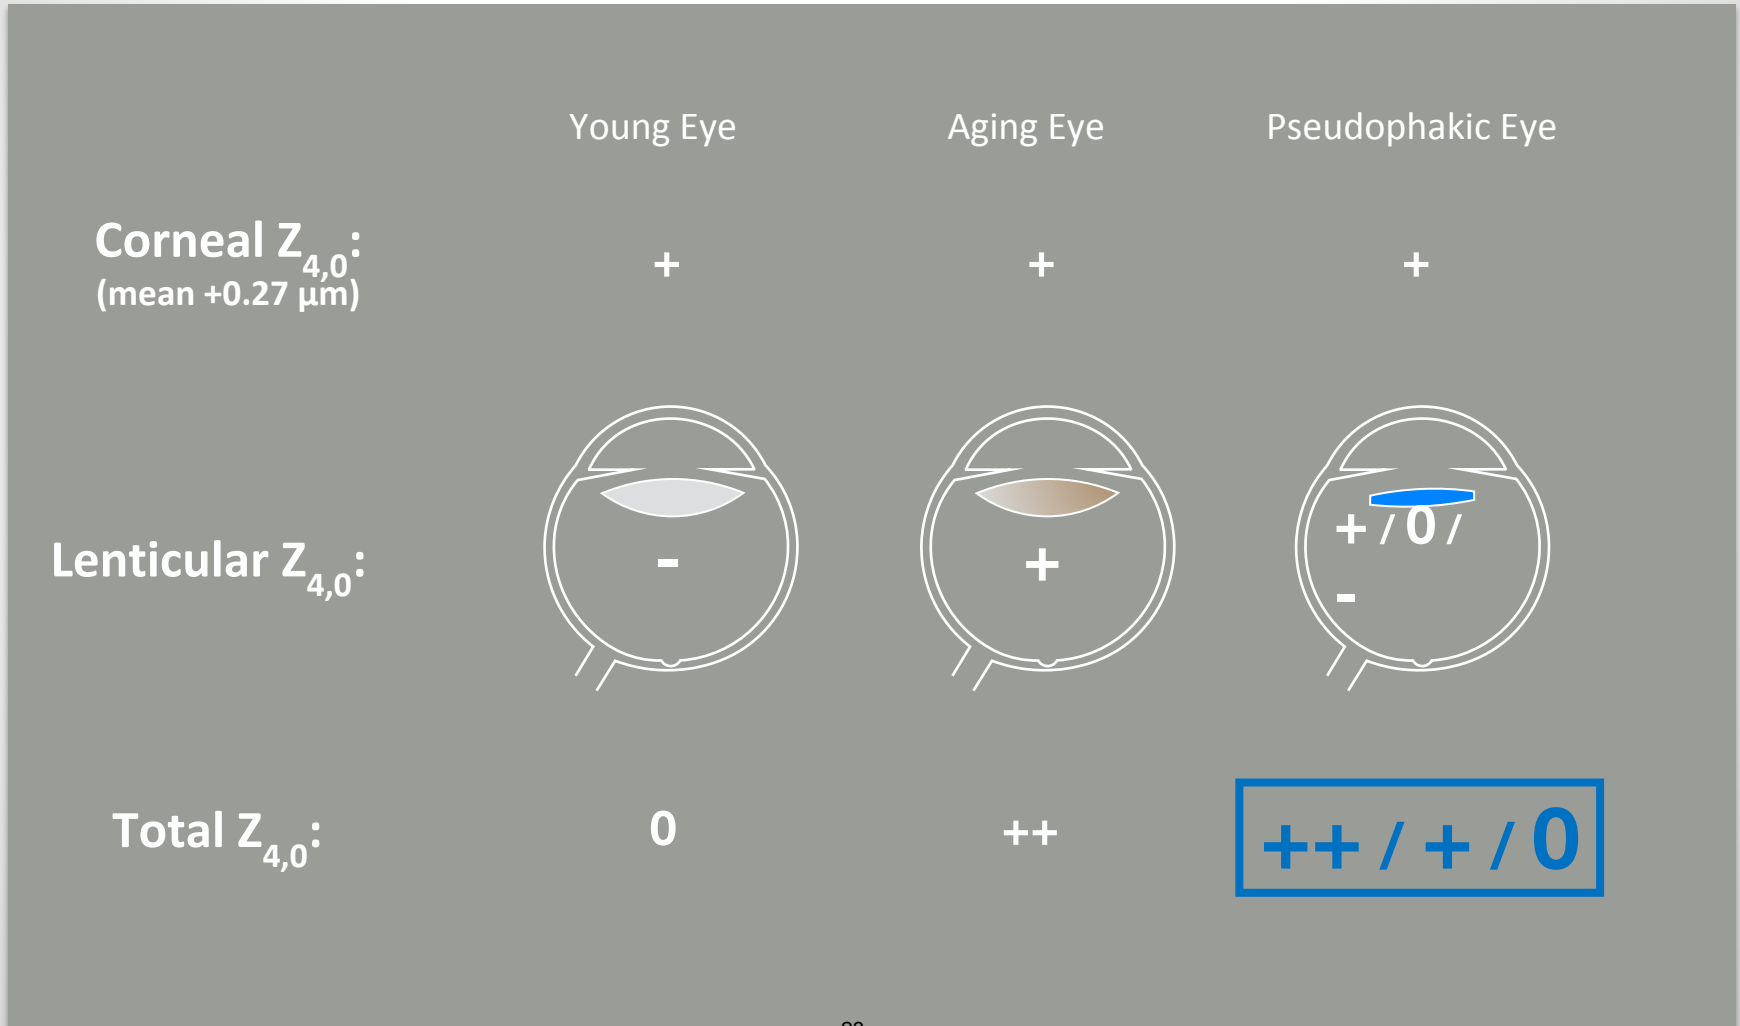 Young Eye Aging Eye Pseudophakic Eye
Corneal Z4,0: + + +
(mean +0.27 µm)
+ / 0 /
Lenticular Z4,0: - +
-
Total Z4,0: 0 ++ ++ / + / 0